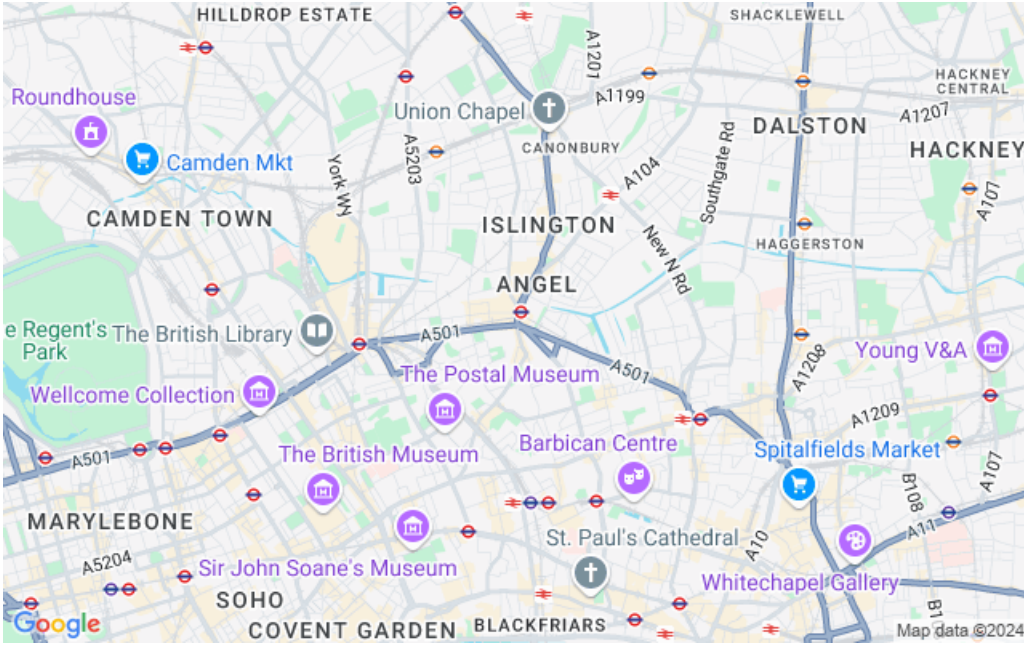 HILLDROP ESTATE
SHACKLEWELL
A1201
HACKNEY
CENTRAL
A1199
Roundhouse
Union Chapel
A1207
DALSTON
A5203
CANONBURY
HACKNEY
Camden Mkt
York Wy
A104
Southgate Rd
A107
CAMDEN TOWN
ISLINGTON
HAGGERSTON
New N Rd
ANGEL
e Regent's
Park
The British Library
A501
Young V&A
A1208
A501
The Postal Museum
Wellcome Collection
A1209
Barbican Centre
Spitalfields Market
The British Museum
A501
A107
B108
MARYLEBONE
A11
St. Paul's Cathedral
A10
A5204
Sir John Soane's Museum
Whitechapel Gallery
SOHO
B1
COVENT GARDEN
BLACKFRIARS
Google
Map data ©2024